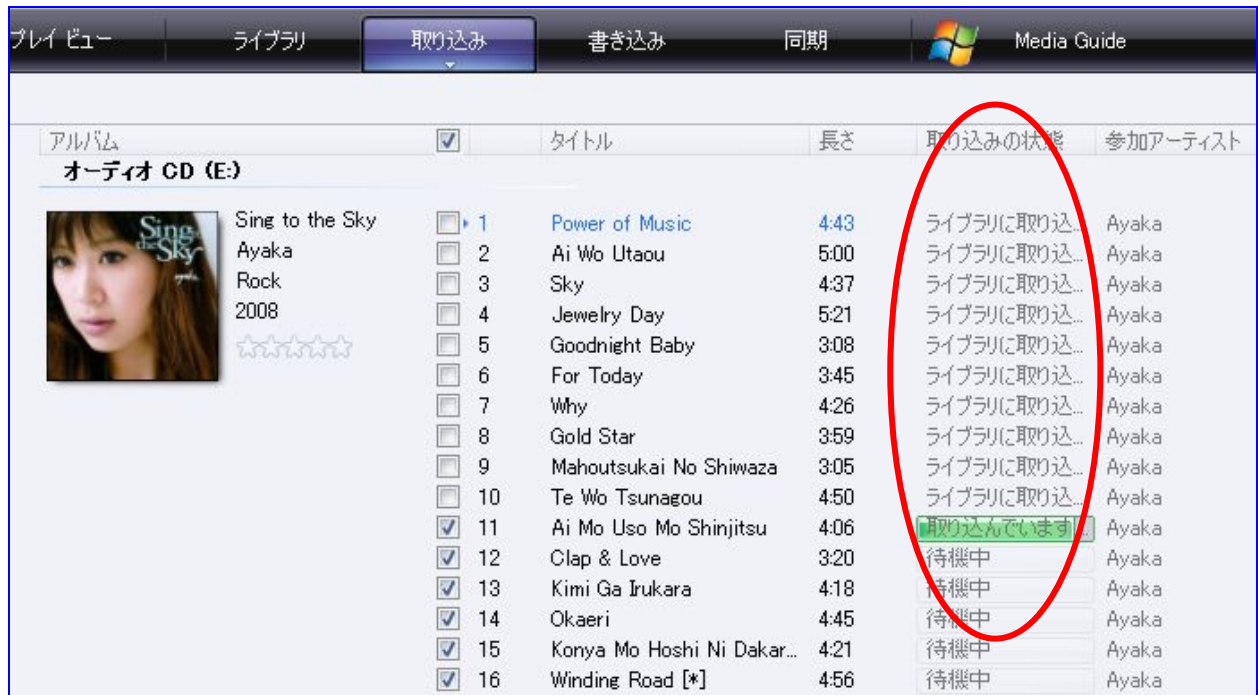 プレイ ビュー ライブラリ 取り込み 書き込み 同期 Media Guide
アルバム タイトル 長さ 取り込みの状態 参加アーティスト
オーディオ CD (E:)
Sing the Sky
Sing to the Sky
Ayaka
Rock
2008
1 Power of Music 4:43 ライブラリに取り込... Ayaka
2 Ai Wo Utaou 5:00 ライブラリに取り込... Ayaka
3 Sky 4:37 ライブラリに取り込... Ayaka
4 Jewelry Day 5:21 ライブラリに取り込... Ayaka
5 Goodnight Baby 3:08 ライブラリに取り込... Ayaka
6 For Today 3:45 ライブラリに取り込... Ayaka
7 Why 4:26 ライブラリに取り込... Ayaka
8 Gold Star 3:59 ライブラリに取り込... Ayaka
9 Mahoutsukai No Shiwaza 3:05 ライブラリに取り込... Ayaka
10 Te Wo Tsunagou 4:50 ライブラリに取り込... Ayaka
11 Ai Mo Uso Mo Shinjitsu 4:06 取り込んでいます... Ayaka
12 Clap & Love 3:20 待機中 Ayaka
13 Kimi Ga Irukara 4:18 待機中 Ayaka
14 Okaeri 4:45 待機中 Ayaka
15 Konya Mo Hoshi Ni Dakar... 4:21 待機中 Ayaka
16 Winding Road [*] 4:56 待機中 Ayaka